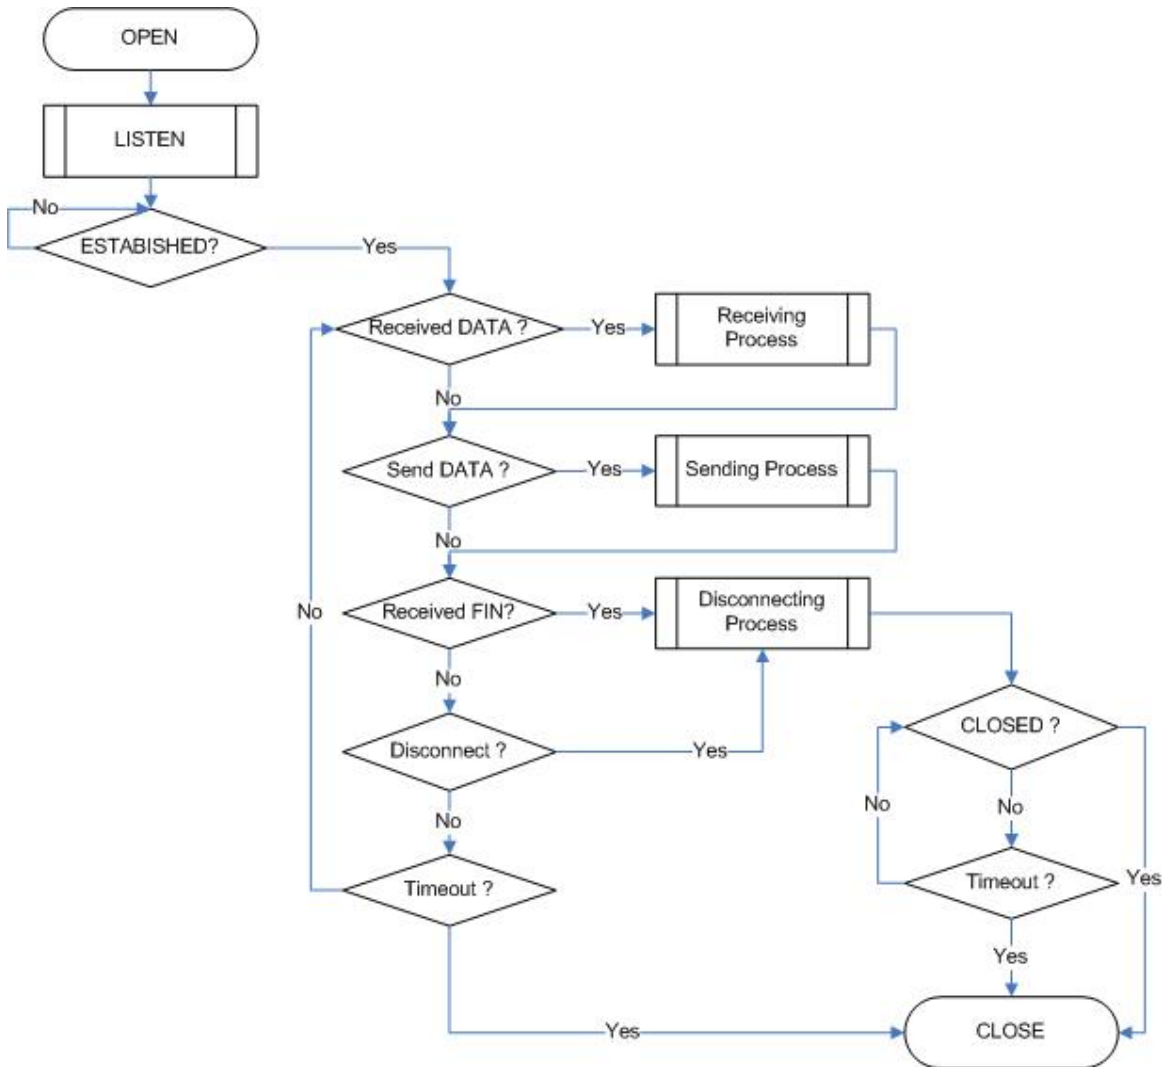 OPEN
LISTEN
No
ESTABISHED?
Yes
Received DATA ?
Yes
Receiving
Process
No
Send DATA ?
Yes
Sending Process
No
No
Received FIN?
Yes
Disconnecting
Process
No
Disconnect ?
Yes
CLOSED ?
No
No
No
Timeout ?
Timeout ?
Yes
Yes
Yes
CLOSE